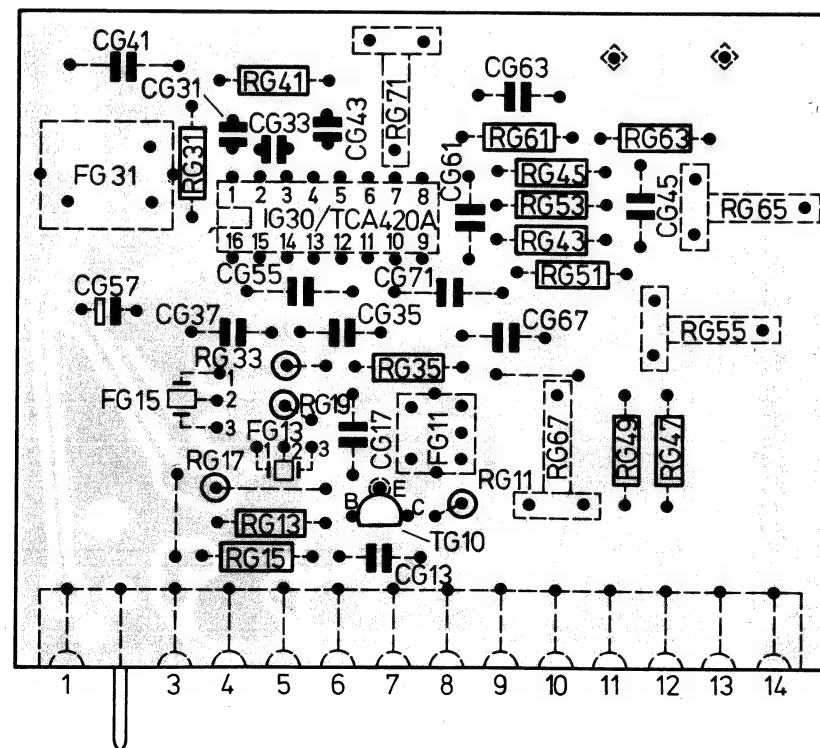 CG41
CG31
RG41
CG33
CG43
RG71
CG63
RG61
RG63
RG31
FG31
CG61
RG45
RG53
RG43
CG45
RG65
1 2 3 4 5 6 7 8
IG30/TCA420A
16 15 14 13 12 11 10 9
RG51
CG57
CG55
CG71
CG37
CG35
CG67
RG55
RG33
RG35
FG15
1
2
3
RG19
FG13
1 2 3
CG17
FG11
RG67
RG49
RG47
RG17
B E C
RG11
RG13
TG10
RG15
CG13
1 3 4 5 6 7 8 9 10 11 12 13 14